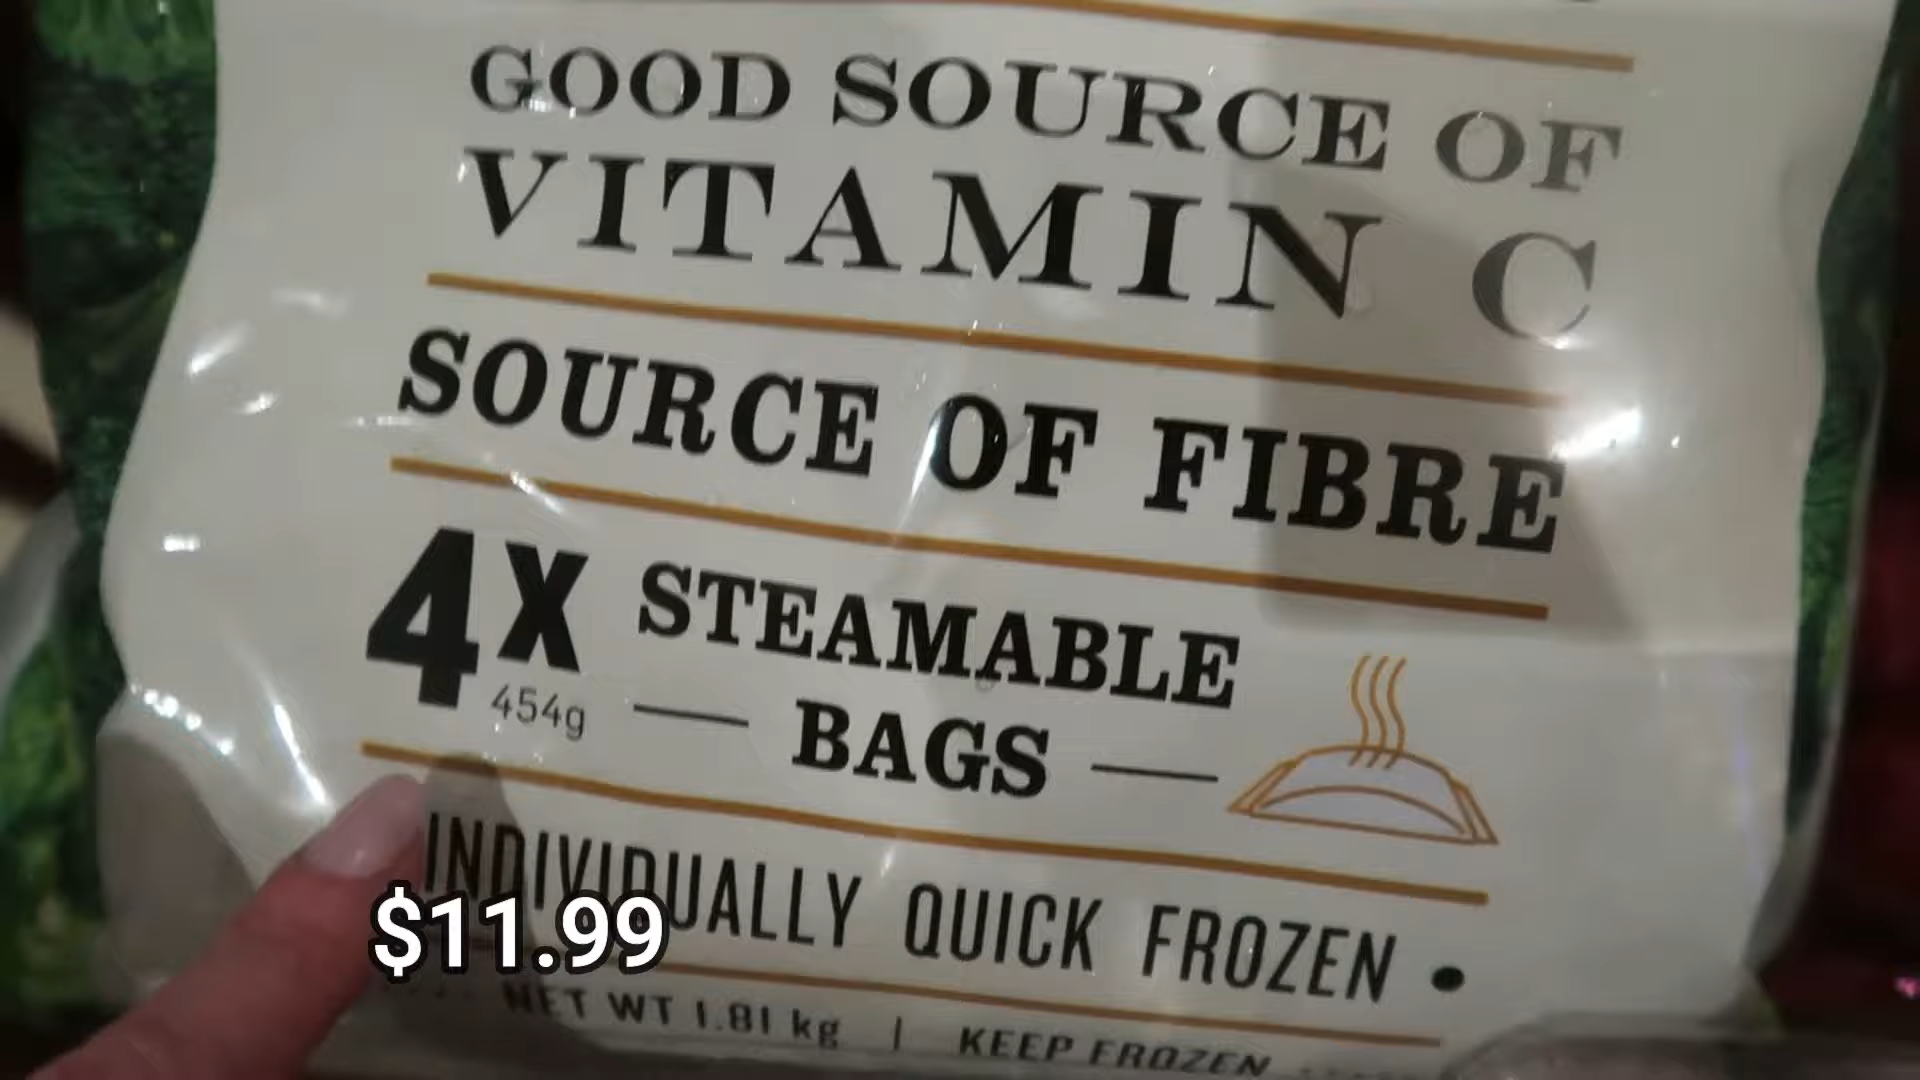 GOOD SOURCE OF
VITAMIN C
SOURCE OF FIBRE
4X STEAMABLE
454g
BAGS
INDIVIDUALLY QUICK FROZEN •
$11.99
NET WT 1.81 kg | KEEP FROZEN